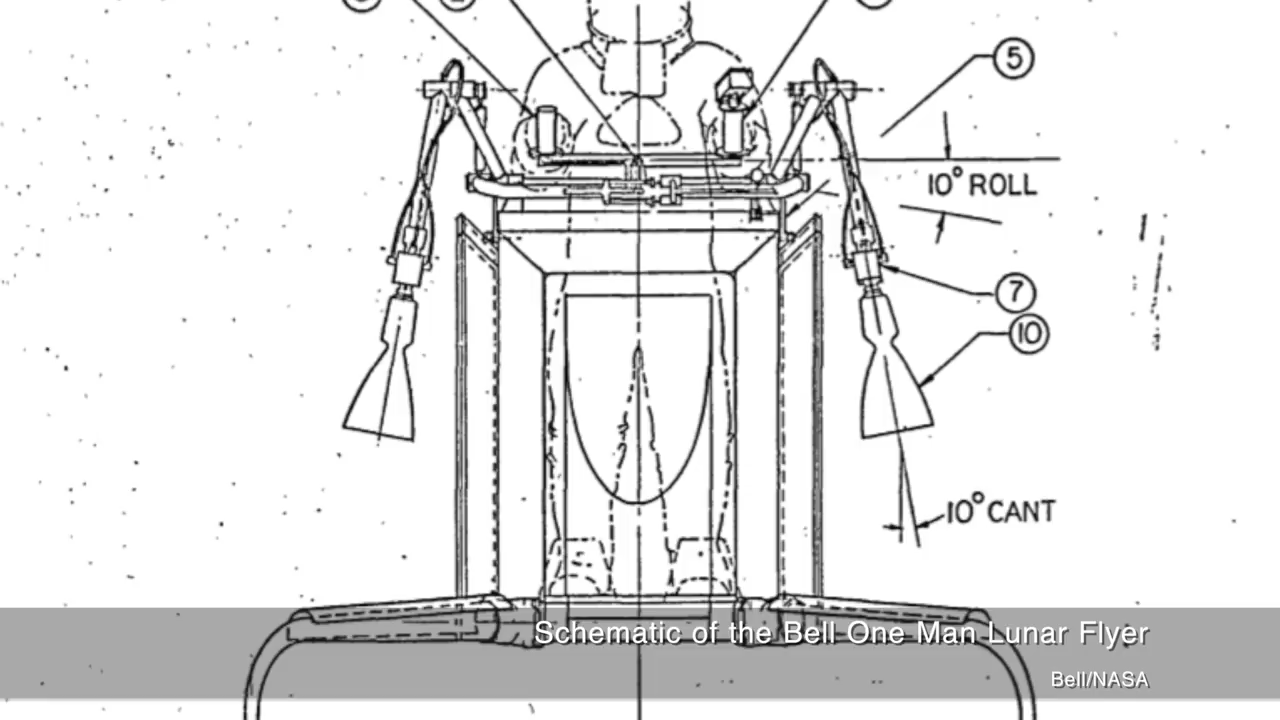 5
10° ROLL
7
10
10° CANT
Schematic of the Bell One Man Lunar Flyer
Bell/NASA